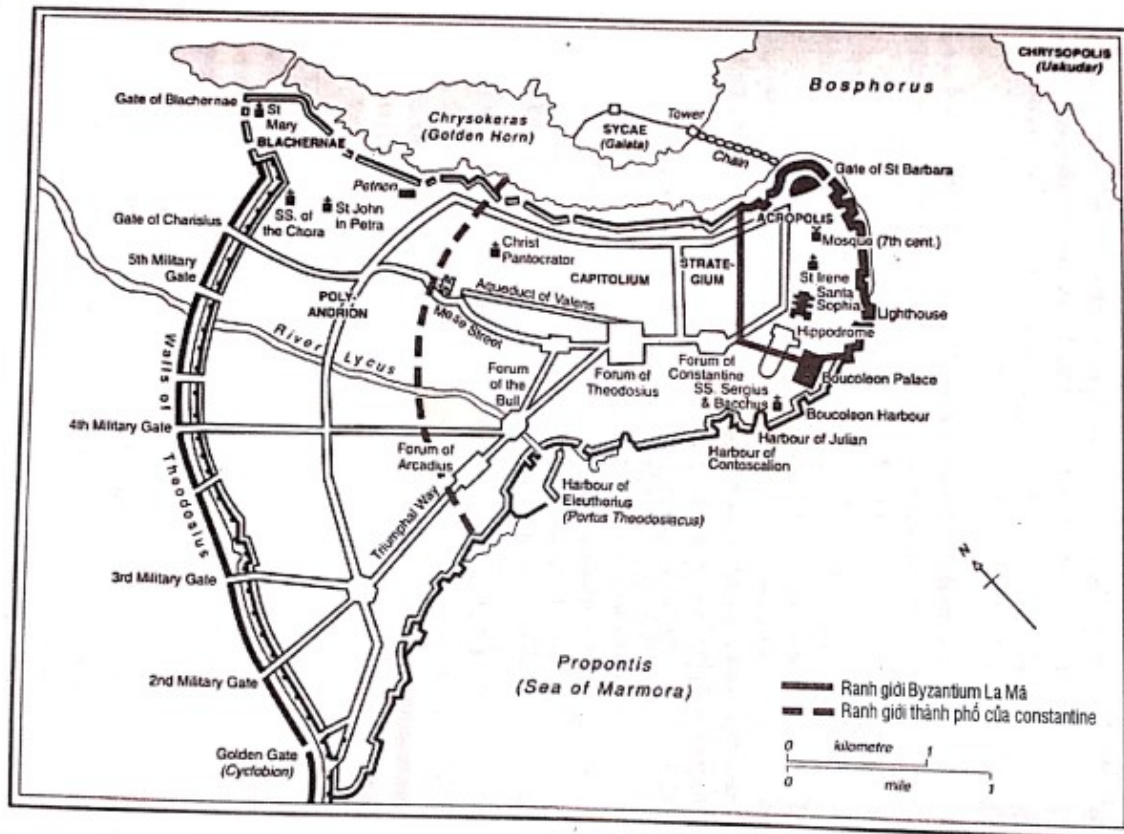 CHRYSOPOLIS
(Uskudar)
Bosphorus
Gate of Blachernae
St
Mary
BLACHERNAE
Chrysokeras
(Golden Horn)
SYCAE
(Galata)
Tower
Chain
Gate of St Barbara
Petrion
ACROPOLIS
Gate of Charisius
SS. of
the Chora
St John
in Petra
Mosque (7th cent.)
Christ
Pantocrator
CAPITOLIUM
STRATE-
GIUM
St Irene
Santa
Sophia
5th Military
Gate
POLY-
ANDRION
Aqueduct of Valens
Lighthouse
Mese Street
Hippodrome
River Lycus
Forum
of the
Bull
Forum of
Theodosius
Forum of
Constantine
SS. Sergius
& Bacchus
Boucoleon Palace
Boucoleon Harbour
Walls of Theodosius
4th Military Gate
Forum of
Arcadius
Harbour of Julian
Harbour of
Contoscalion
Harbour of
Eleutherius
(Portus Theodosiacus)
Triumphal Way
3rd Military Gate
N
2nd Military Gate
Propontis
(Sea of Marmora)
Ranh giới Byzantium La Mã
Ranh giới thành phố của constantine
Golden Gate
(Cyclobion)
0 kilometre 1
0 mile 1